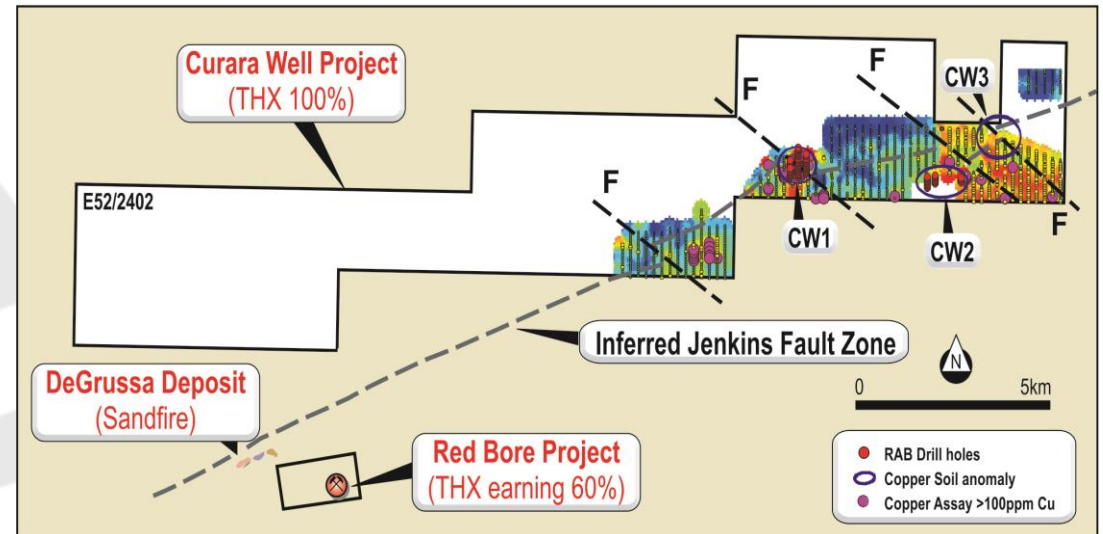 Curara Well Project
(THX 100%)
F
F
CW3
E52/2402
F
CW1
CW2
F
Inferred Jenkins Fault Zone
N
0 5km
DeGrussa Deposit
(Sandfire)
Red Bore Project
(THX earning 60%)
RAB Drill holes
Copper Soil anomaly
Copper Assay >100ppm Cu